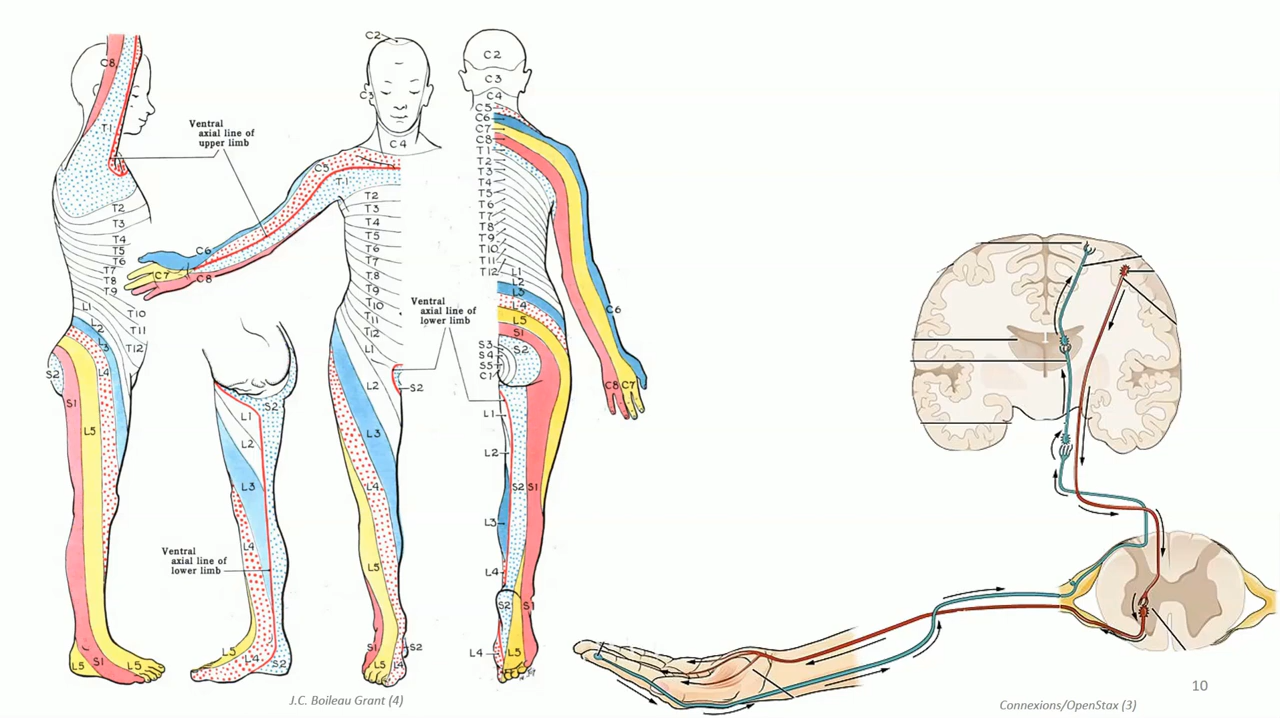 C8
T1
T2
T3
T4
T5
T6
T7
T8
T9
T10
T11
T12
L1
L2
L3
L4
S2
S1
L5
L5
S1
L5
Ventral
axial line of
upper limb
L1
S2
L2
L3
L4
Ventral
axial line of
lower limb
L5
L4
S2
C2
C3
C4
C5
T1
T2
T3
T4
T5
T6
T7
T8
T9
T10
T11
T12
L1
C6
C7
C8
L2
S2
L3
L4
L5
S1
S2
L5
L4
Ventral
axial line of
lower limb
C2
C3
C4
C5
C6
C7
C8
T1
T2
T3
T4
T5
T6
T7
T8
T9
T10
T11
T12
L1
L2
L3
L4
L5
S1
S2
S3
S4
S5
C1
C6
C8
C7
L1
L2
S2
S1
L3
L4
S2
S1
L4
L5
J.C. Boileau Grant (4)
10
Connexions/OpenStax (3)